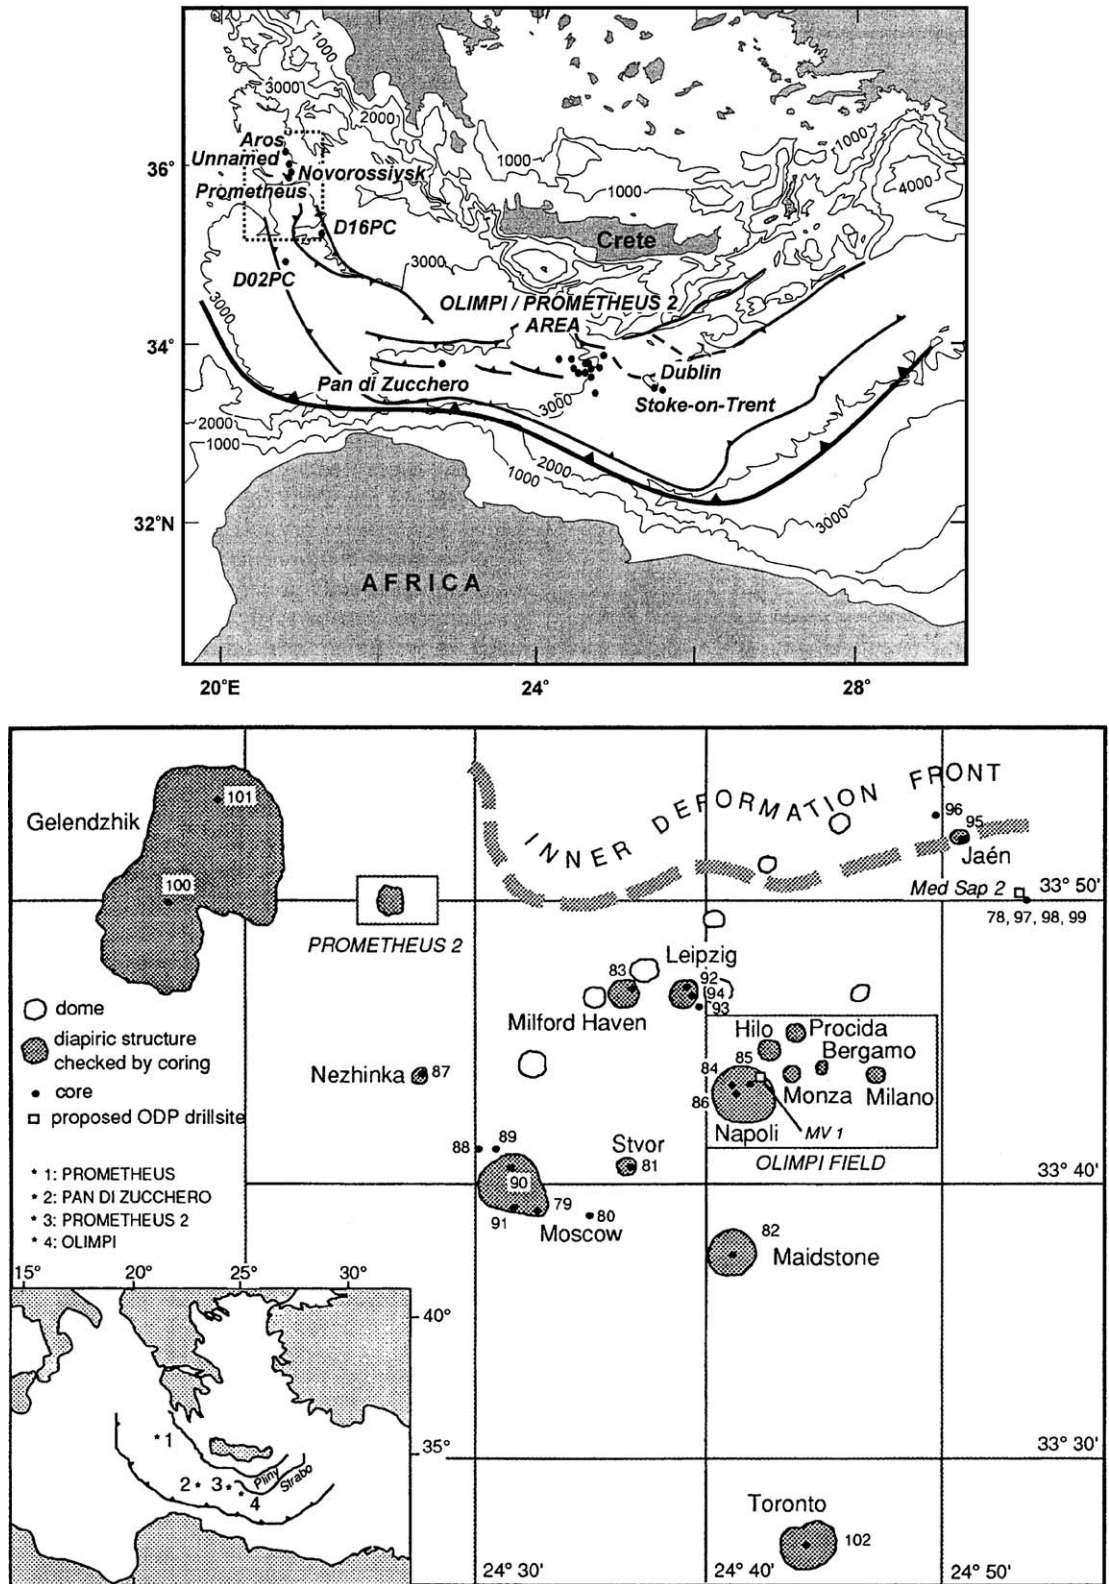 1000
3000
2000
1000
1000
1000
4000
36°
Aros
Unnamed
Novorossiysk
Prometheus
D16PC
Crete
D02PC
3000
3000
OLIMPI / PROMETHEUS 2
AREA
34°
Dublin
Pan di Zucchero
3000
Stoke-on-Trent
2000
1000
2000
1000
3000
32°N
AFRICA
20°E
24°
28°
INNER DEFORMATION FRONT
101
Gelendzhik
96
95
Jaén
100
Med Sap 2
33° 50'
78, 97, 98, 99
PROMETHEUS 2
Leipzig
83
92
94
93
dome
Milford Haven
diapiric structure
checked by coring
Hilo
Procida
Bergamo
85
84
Nezhinka
87
core
86
Monza
Milano
proposed ODP drillsite
Napoli
MV 1
88
89
Stvor
OLIMPI FIELD
81
33° 40'
* 1: PROMETHEUS
90
* 2: PAN DI ZUCCHERO
79
* 3: PROMETHEUS 2
91
80
Moscow
82
* 4: OLIMPI
Maidstone
15°
20°
25°
30°
40°
1
35°
33° 30'
Pliny
Strabo
2
3
4
Toronto
102
24° 30'
24° 40'
24° 50'